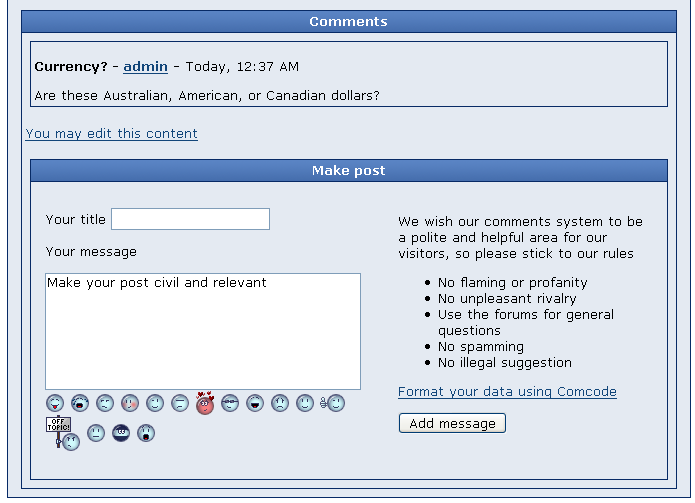 Comments
Currency? - admin - Today, 12:37 AM
Are these Australian, American, or Canadian dollars?
You may edit this content
Make post
Your title
Your message
Make your post civil and relevant
OFF
TOPIC!
We wish our comments system to be
a polite and helpful area for our
visitors, so please stick to our rules
No flaming or profanity
No unpleasant rivalry
Use the forums for general
questions
No spamming
No illegal suggestion
Format your data using Comcode
Add message